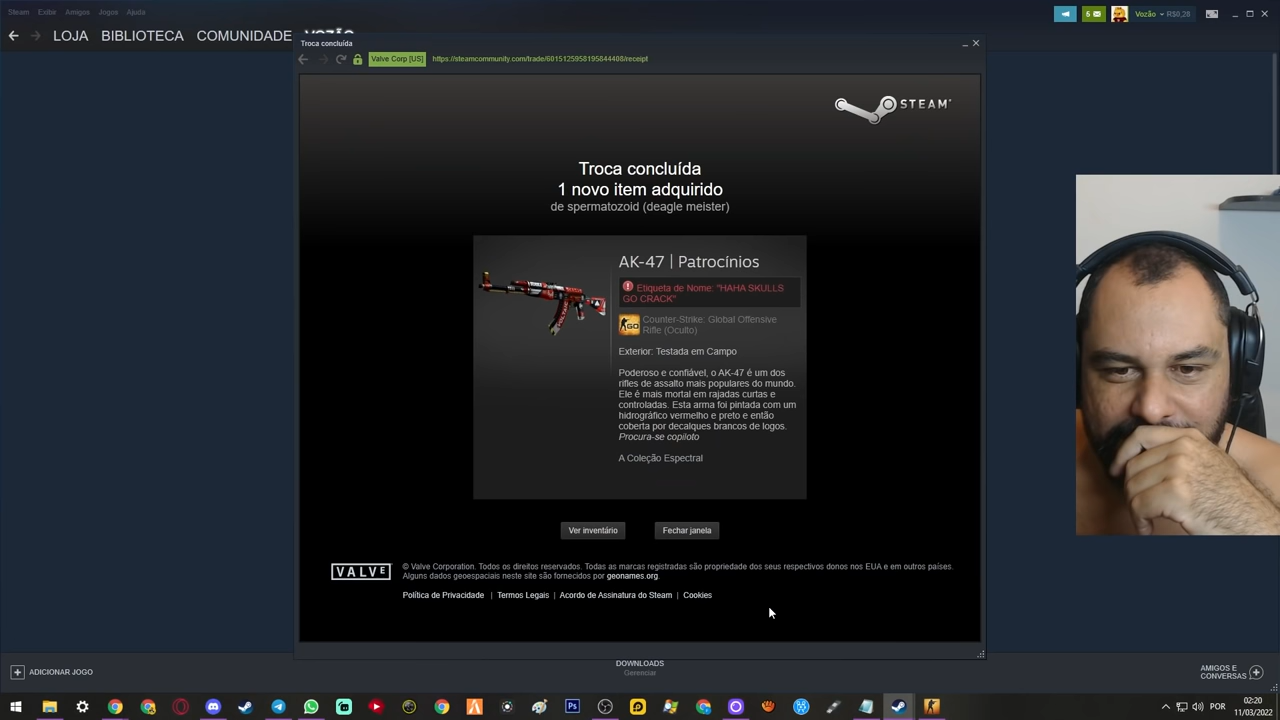 Steam Exibir Amigos Jogos Ajuda
6 Vozão R$0,28
LOJA BIBLIOTECA COMUNIDADE VOZÃO
Troca concluída
Valve Corp [US] https://steamcommunity.com/trade/6015125958195844408/receipt
STEAM
Troca concluída
1 novo item adquirido
de spermatozoid (deagle meister)
AK-47 | Patrocínios
Etiqueta de Nome: "HAHA SKULLS
GO CRACK"
Counter-Strike: Global Offensive
Rifle (Oculto)
Exterior: Testada em Campo
Poderoso e confiável, o AK-47 é um dos
rifles de assalto mais populares do mundo.
Ele é mais mortal em rajadas curtas e
controladas. Esta arma foi pintada com um
hidrográfico vermelho e preto e então
coberta por decalques brancos de logos.
Procura-se copiloto
A Coleção Espectral
Ver inventário Fechar janela
VALVE
© Valve Corporation. Todos os direitos reservados. Todas as marcas registradas são propriedade dos seus respectivos donos nos EUA e em outros países.
Alguns dados geoespaciais neste site são fornecidos por geonames.org.
Política de Privacidade | Termos Legais | Acordo de Assinatura do Steam | Cookies
ADICIONAR JOGO
DOWNLOADS
Gerenciar
AMIGOS E
CONVERSAS
POR
02:20
11/03/2022